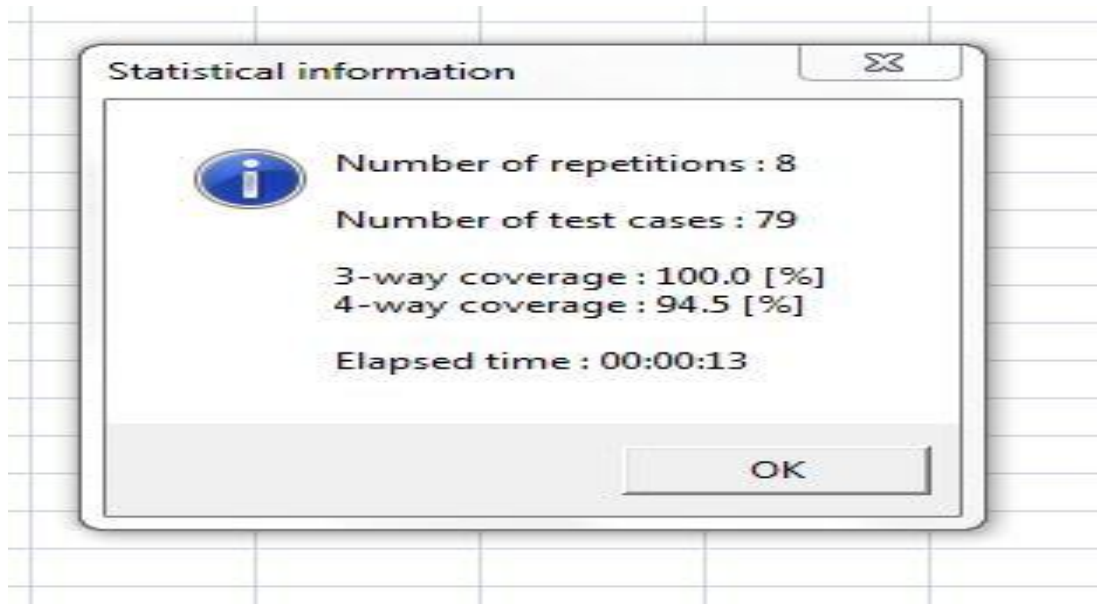 Statistical information
Number of repetitions : 8
Number of test cases : 79
3-way coverage : 100.0 [%]
4-way coverage : 94.5 [%]
Elapsed time : 00:00:13
OK